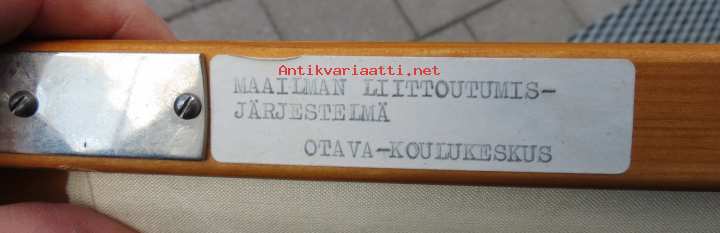 Antikvariaatti.net
MAAILMAN LIITTOUTUMIS-
JÄRJESTELMÄ
OTAVA-KOULUKESKUS